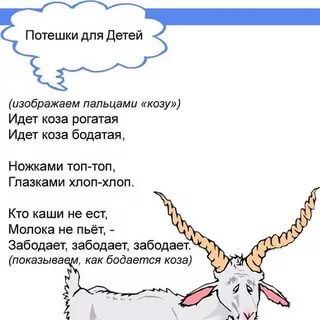 Потешки для Детей
(изображаем пальцами «козу»)
Идет коза рогатая
Идет коза бодатая,
Ножками топ-топ,
Глазками хлоп-хлоп.
Кто каши не ест,
Молока не пьёт, -
Забодает, забодает, забодает.
(показываем, как бодается коза)